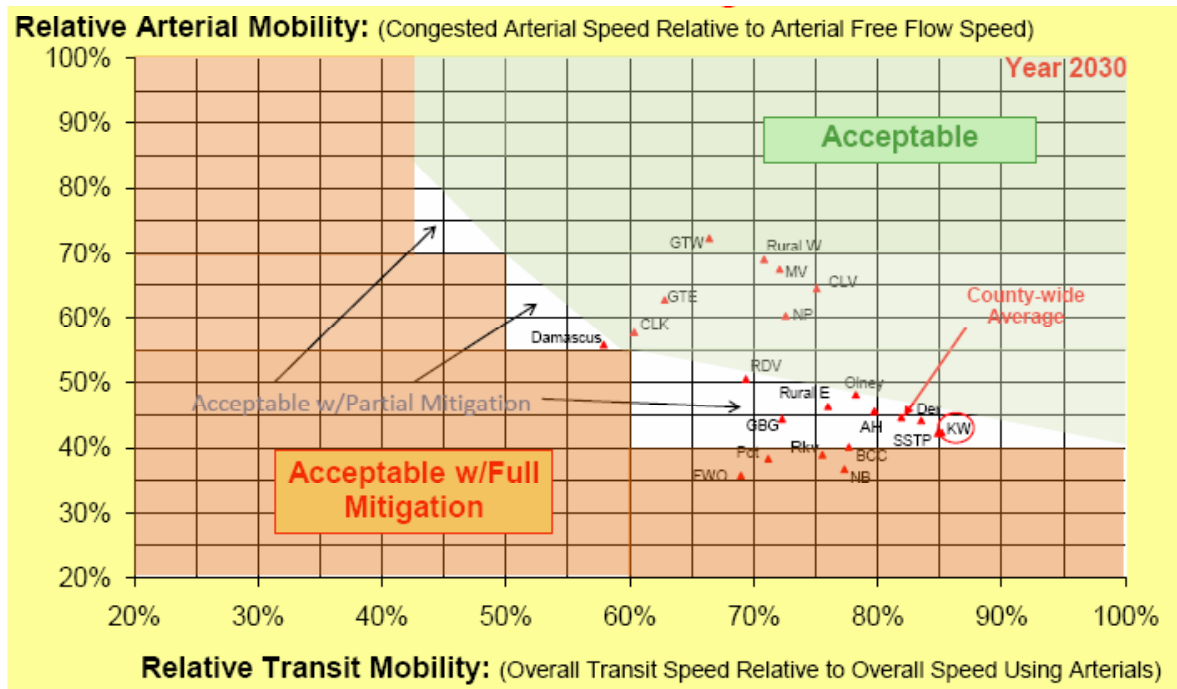 Relative Arterial Mobility: (Congested Arterial Speed Relative to Arterial Free Flow Speed)
100%
Year 2030
90%
Acceptable
80%
70%
GTW
Rural W
MV
CLV
GTE
County-wide
Average
60%
NP
CLK
Damascus
50%
RDV
Olney
Rural E
Acceptable w/Partial Mitigation
GBG
AH
Der
KW
SSTP
40%
Pot
Rkv
BCC
FWO
NB
Acceptable w/Full
Mitigation
30%
20%
20% 30% 40% 50% 60% 70% 80% 90% 100%
Relative Transit Mobility: (Overall Transit Speed Relative to Overall Speed Using Arterials)